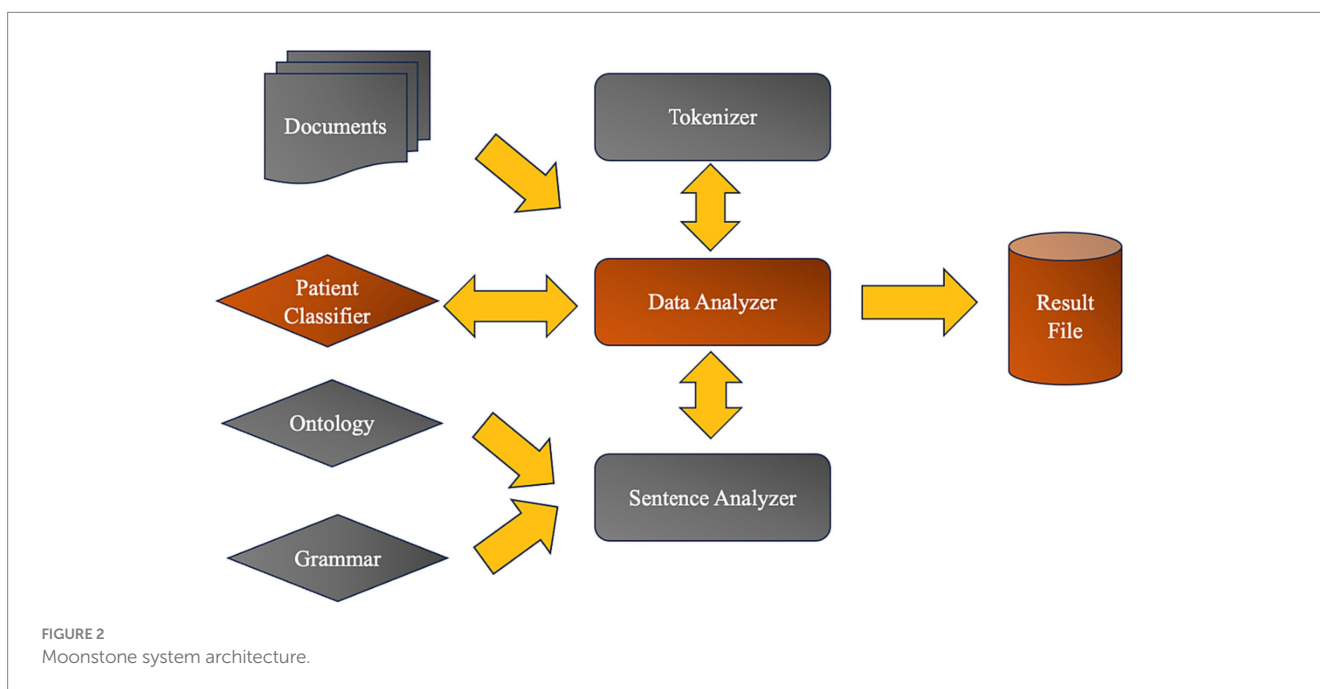 Documents
Tokenizer
Patient
Classifier
Data Analyzer
Result
File
Ontology
Sentence Analyzer
Grammar
FIGURE 2
Moonstone system architecture.